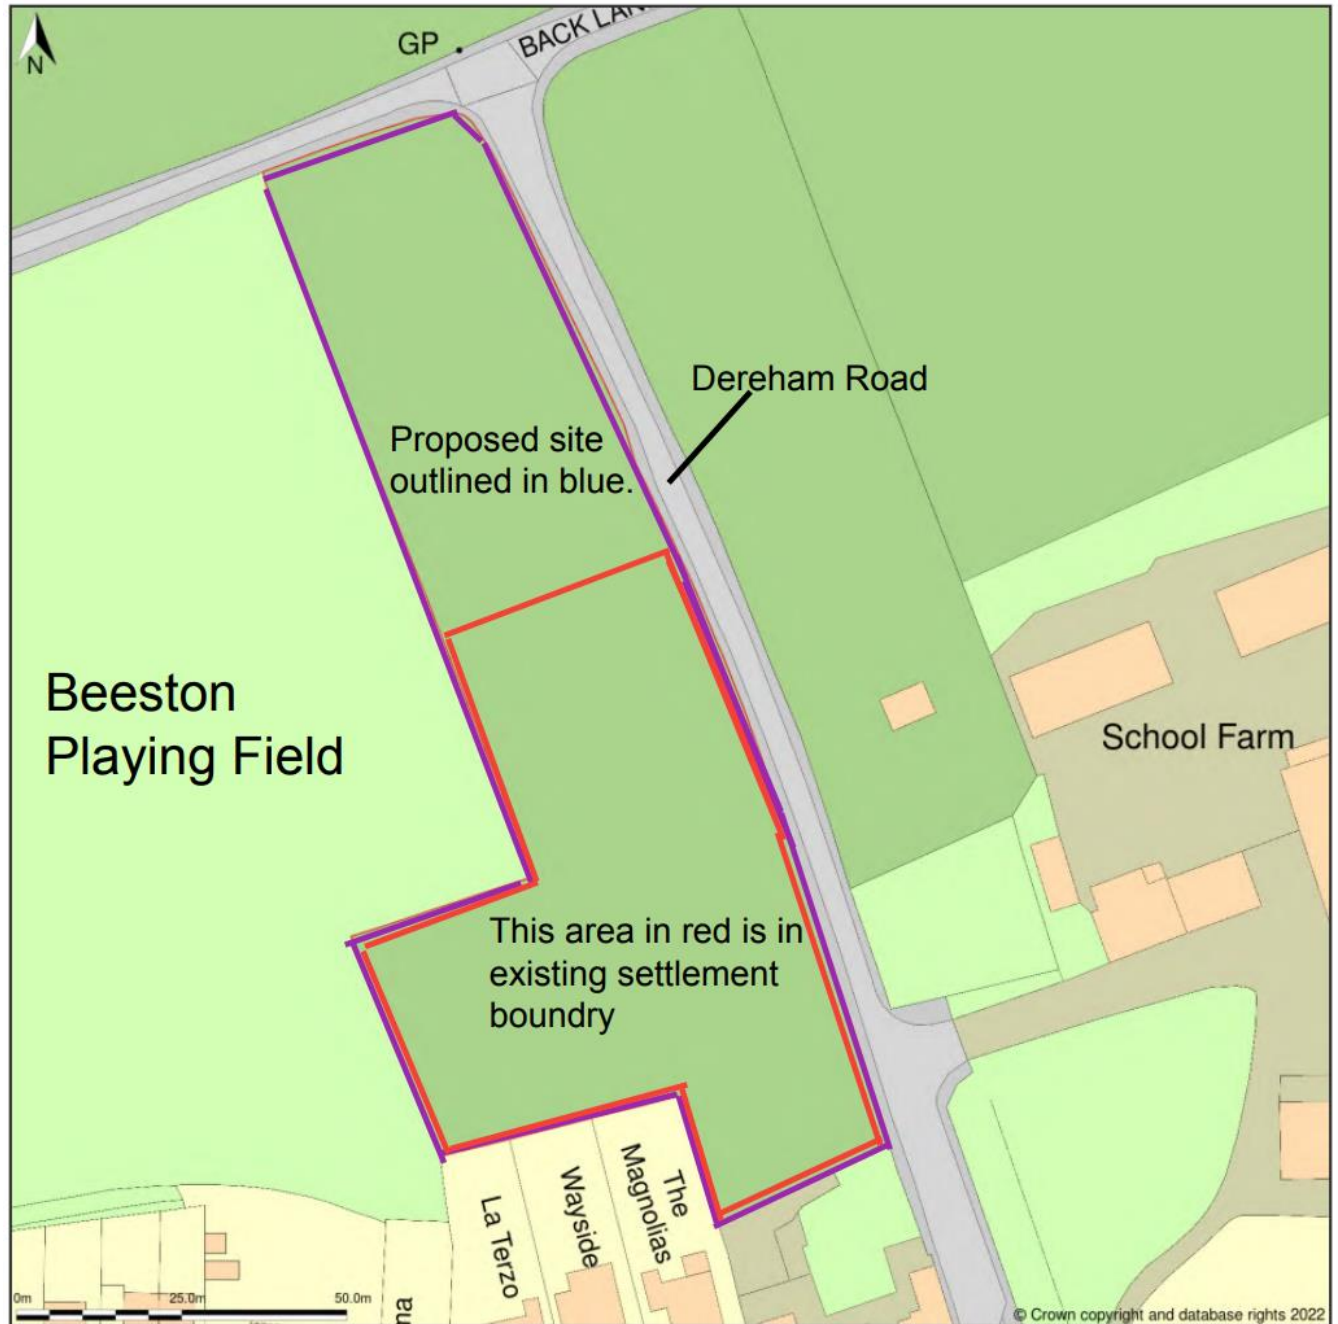 N
GP
BACK LAN
Dereham Road
Proposed site
outlined in blue.
Beeston
Playing Field
School Farm
This area in red is in
existing settlement
boundry
La Terzo
Wayside
The
Magnolias
0m
25.0m
50.0m
© Crown copyright and database rights 2022